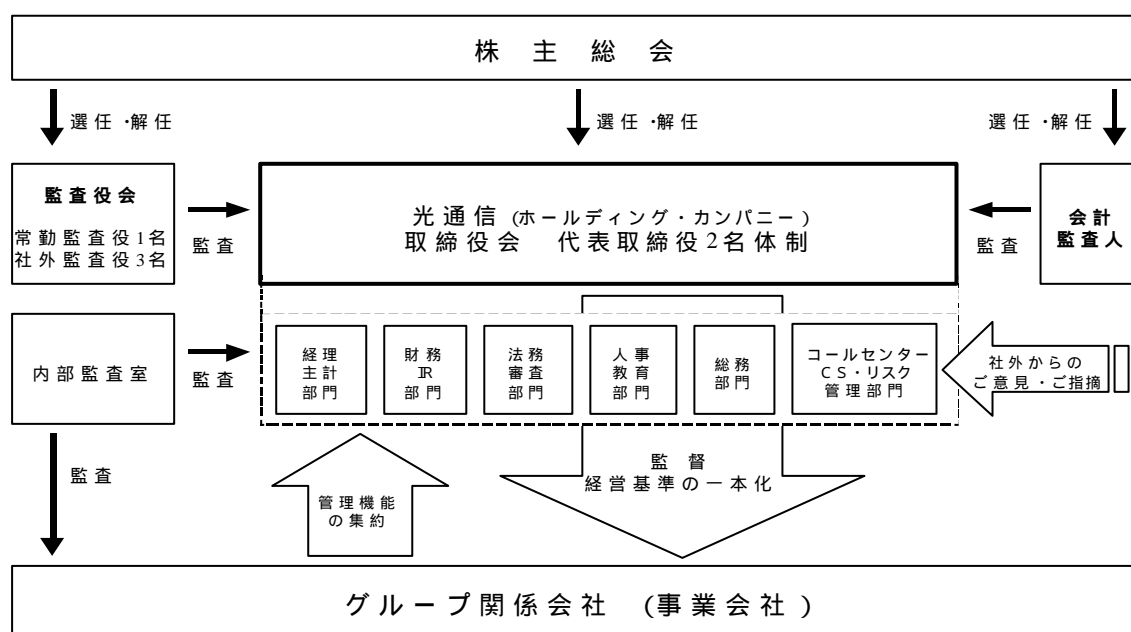 株主総会
選任・解任
選任・解任
選任・解任
監査役会
常勤監査役1名
社外監査役3名
監査
光通信(ホールディング・カンパニー)
取締役会 代表取締役2名体制
監査
会計
監査人
内部監査室
監査
経理
主計
部門
財務
IR
部門
法務
審査
部門
人事
教育
部門
総務
部門
コールセンター
CS・リスク
管理部門
社外からの
ご意見・ご指摘
監査
管理機能
の集約
監督
経営基準の一本化
グループ関係会社 (事業会社)